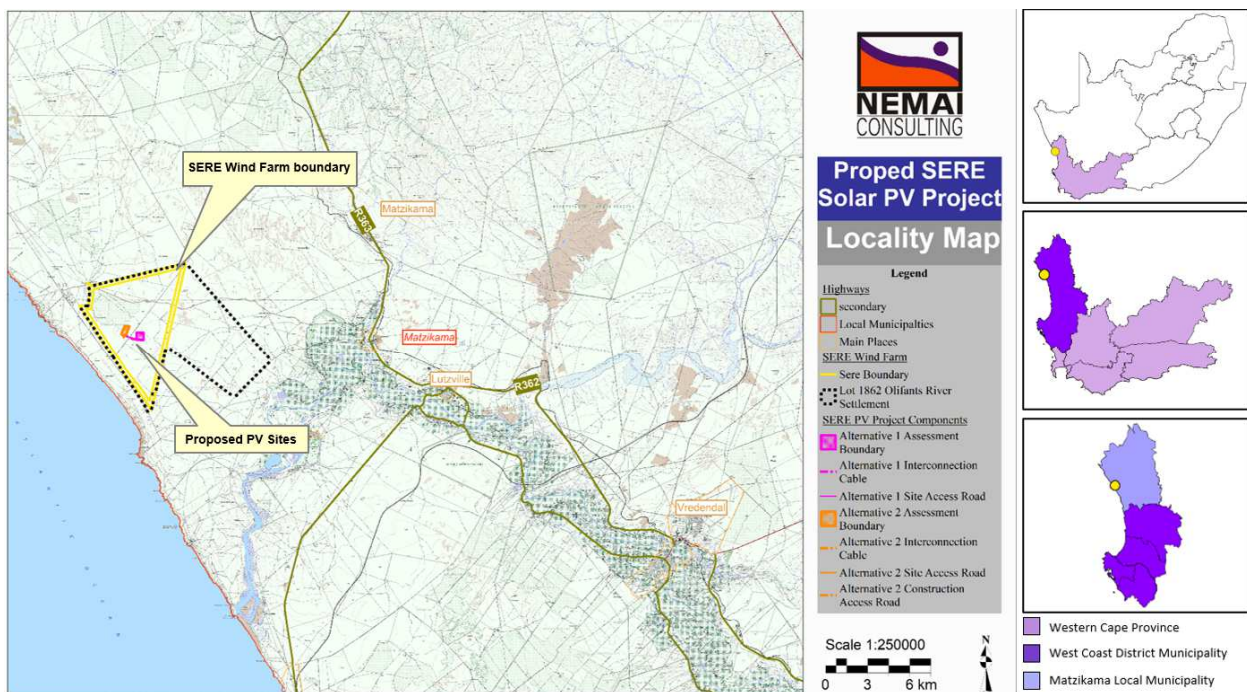 SERE Wind Farm boundary
R363
Matzikama
Matzikama
Lutzville
R362
Proposed PV Sites
Vredendal
NEMAI
CONSULTING
Proped SERE
Solar PV Project
Locality Map
Legend
Highways
secondary
Local Municipalties
Main Places
SERE Wind Farm
Sere Boundary
Lot 1862 Olifants River
Settlement
SERE PV Project Components
Alternative 1 Assessment
Boundary
Alternative 1 Interconnection
Cable
Alternative 1 Site Access Road
Alternative 2 Assessment
Boundary
Alternative 2 Interconnection
Cable
Alternative 2 Site Access Road
Alternative 2 Construction
Access Road
Scale 1:250000
N
0 3 6 km
Western Cape Province
West Coast District Municipality
Matzikama Local Municipality